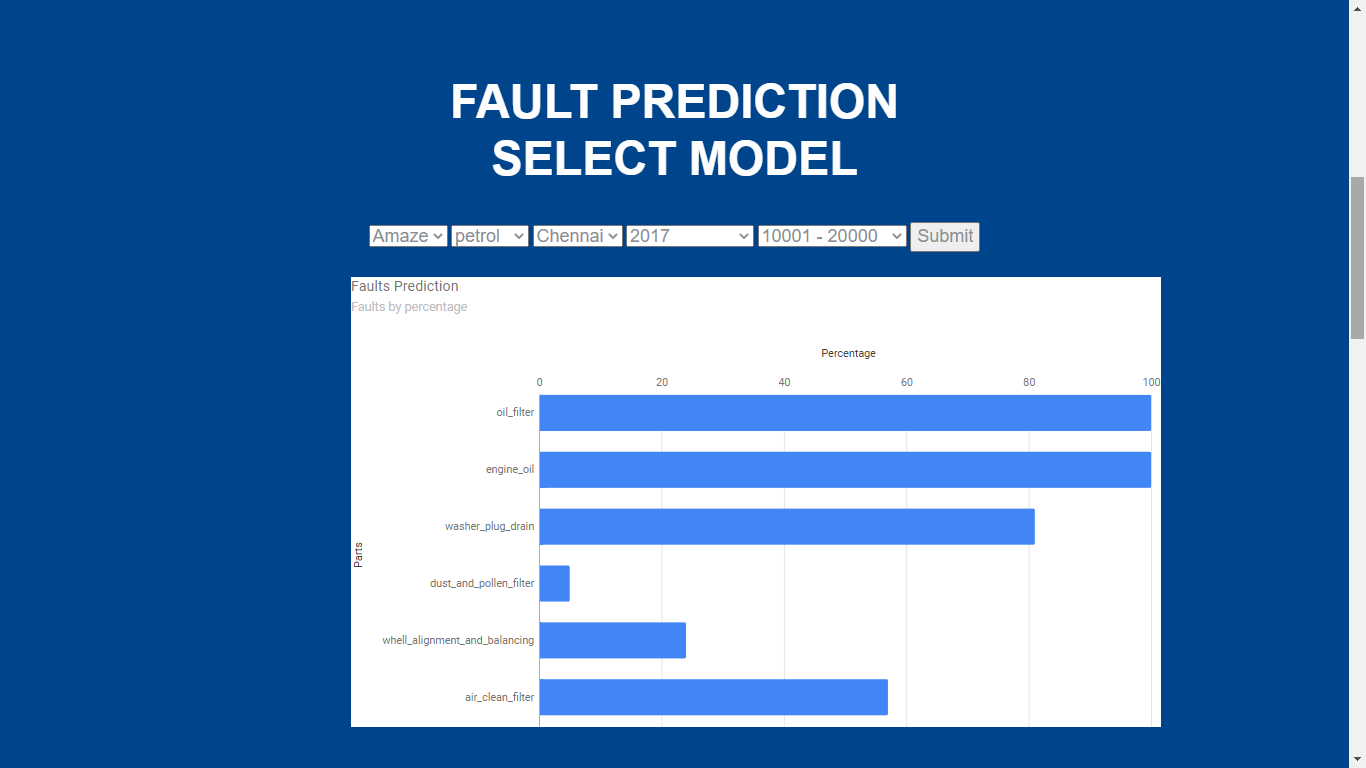 FAULT PREDICTION
SELECT MODEL
Amaze petrol Chennai 2017 10001 - 20000 Submit
Faults Prediction
Faults by percentage
Percentage
0 20 40 60 80 100
Parts
oil_filter
engine_oil
washer_plug_drain
dust_and_pollen_filter
whell_alignment_and_balancing
air_clean_filter